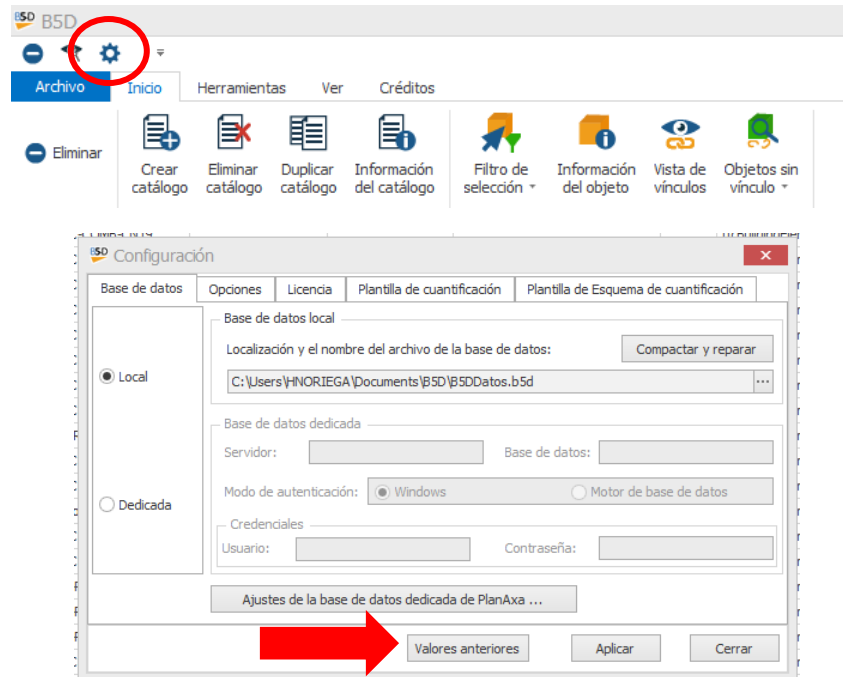 B5D B5D
Archivo Inicio Herramientas Ver Créditos
Eliminar
Crear catálogo
Eliminar catálogo
Duplicar catálogo
Información del catálogo
Filtro de selección
Información del objeto
Vista de vínculos
Objetos sin vínculo
B5D Configuración x
Base de datos Opciones Licencia Plantilla de cuantificación Plantilla de Esquema de cuantificación
Local
Dedicada
Base de datos local
Localización y el nombre del archivo de la base de datos: Compactar y reparar
C:\Users\HNORIEGA\Documents\B5D\B5DDatos.b5d ...
Base de datos dedicada
Servidor: Base de datos:
Modo de autenticación: Windows Motor de base de datos
Credenciales
Usuario: Contraseña:
Ajustes de la base de datos dedicada de PlanAxa ...
Valores anteriores Aplicar Cerrar